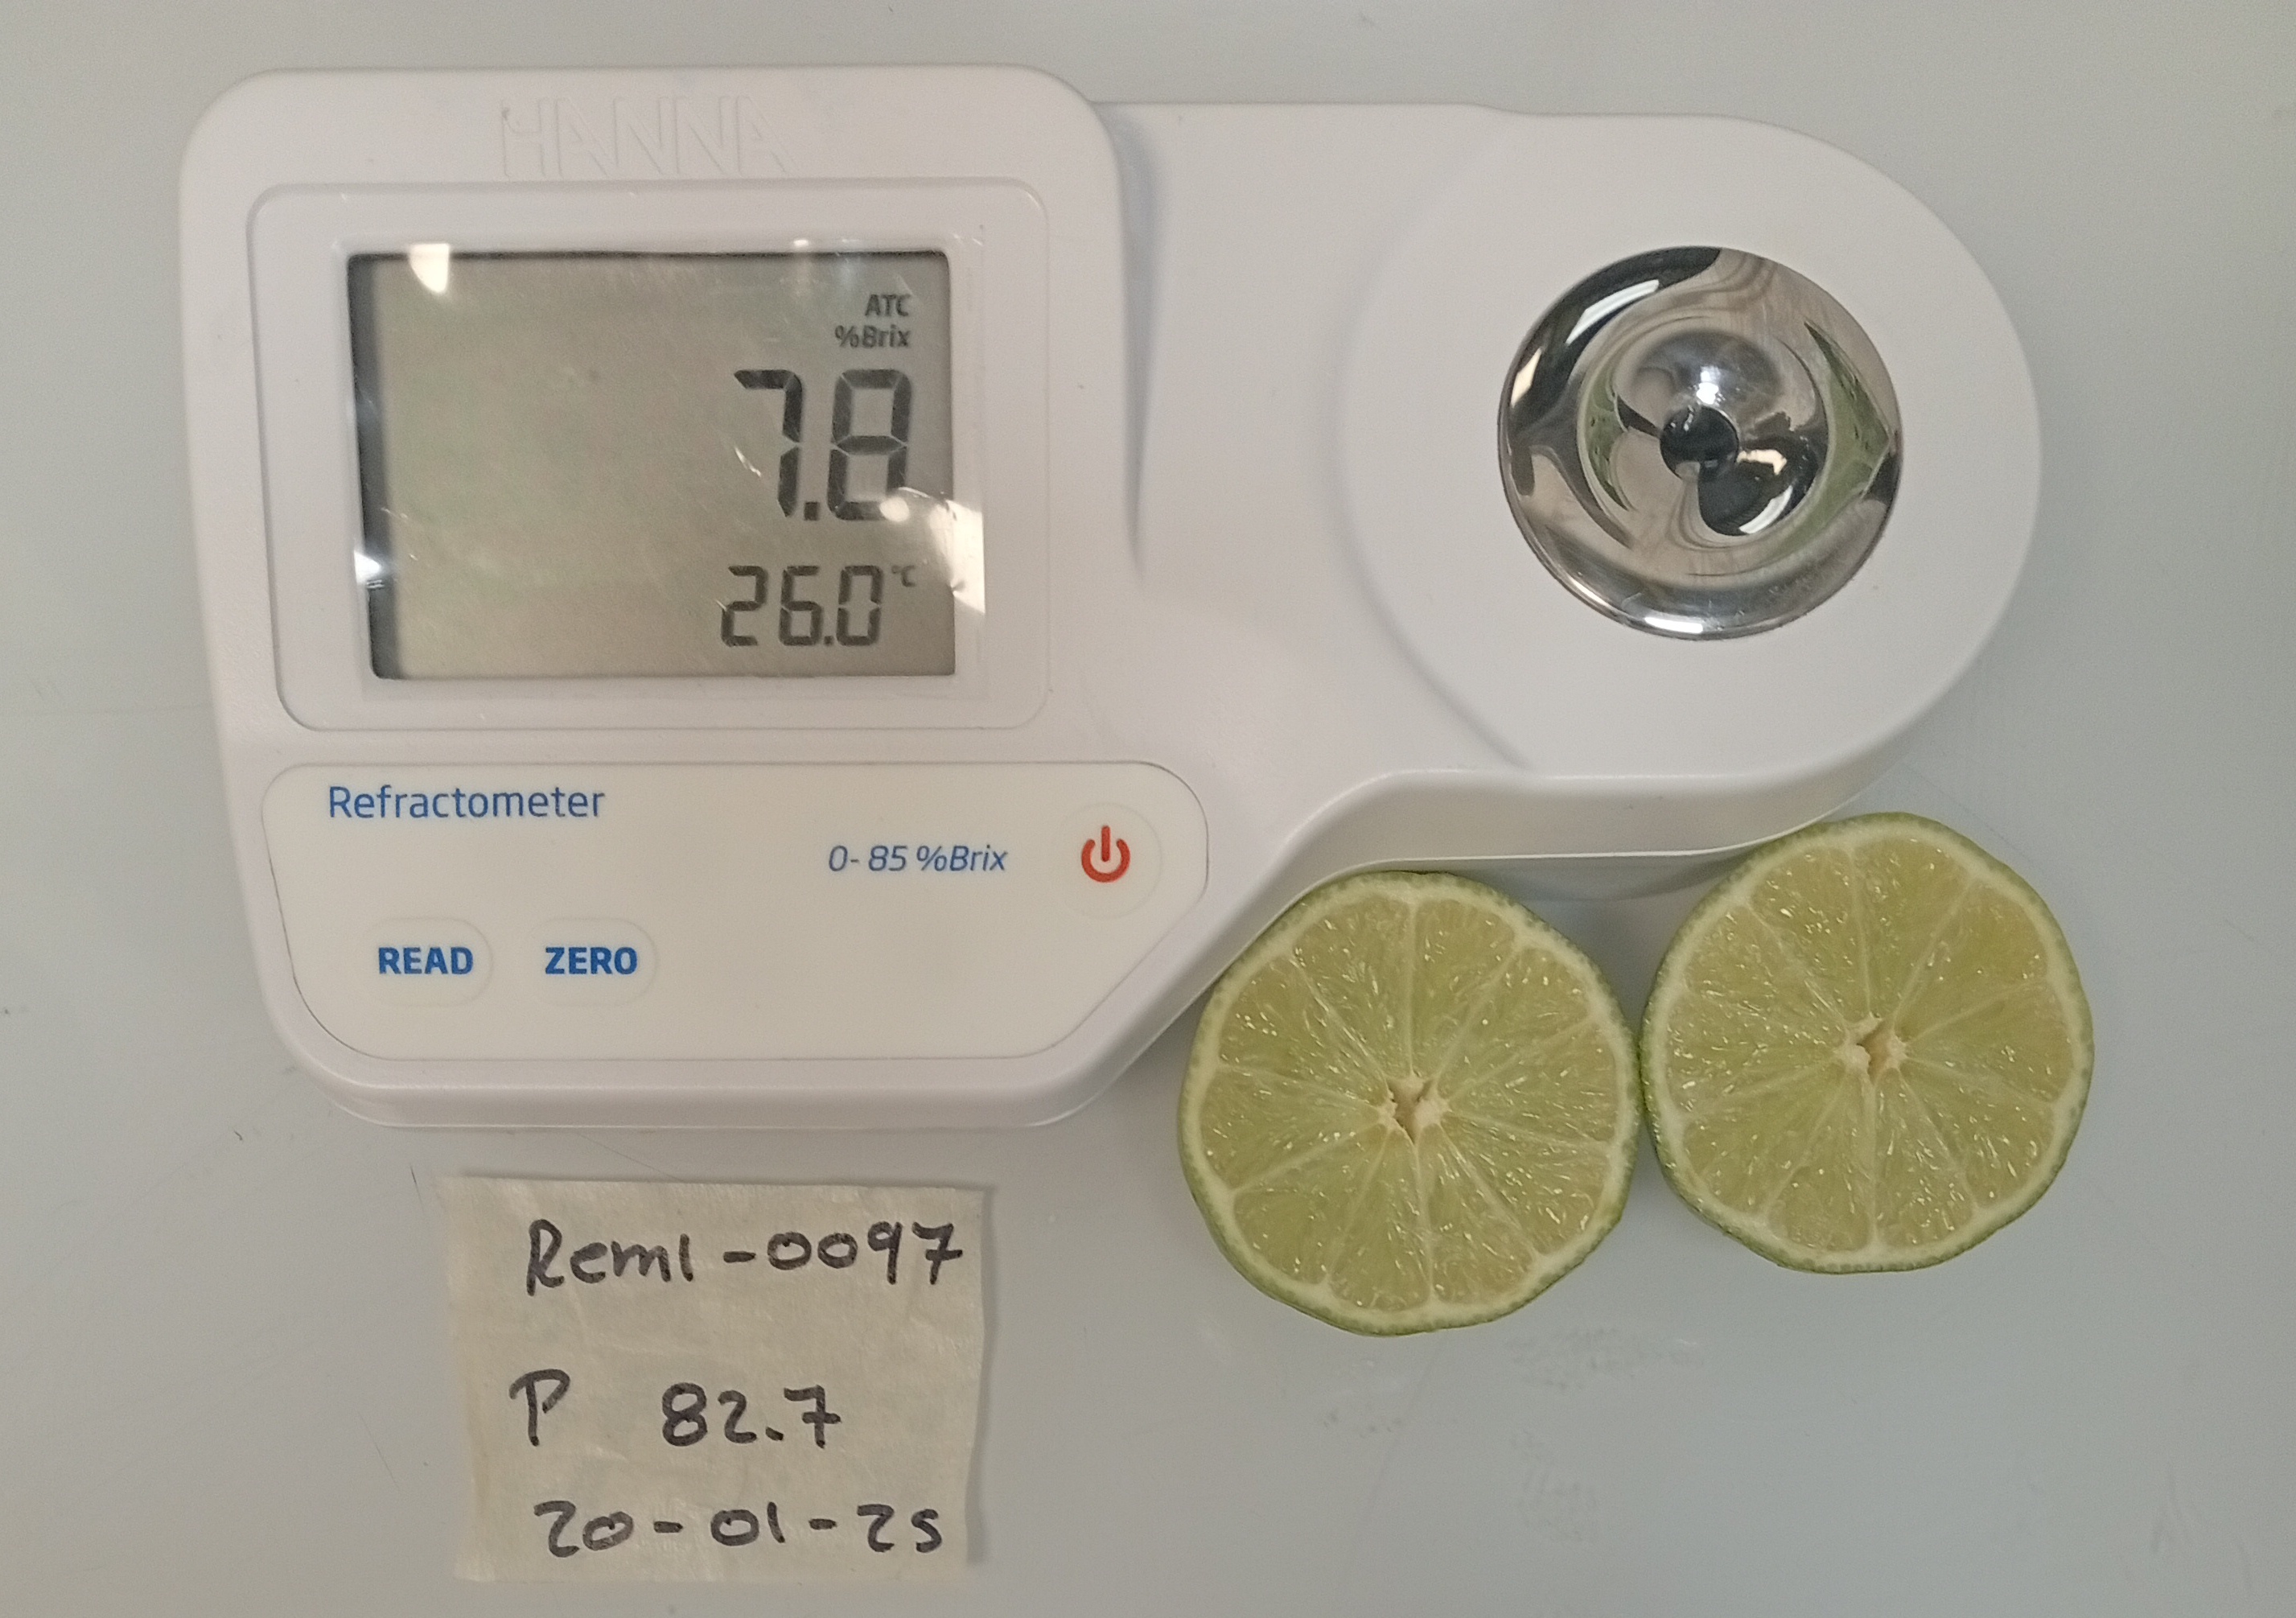 HANNA
ATC
%Brix
7.8
26.0 °C
Refractometer
0-85 %Brix
READ ZERO
Reml-0097
P 82.7
20-01-25